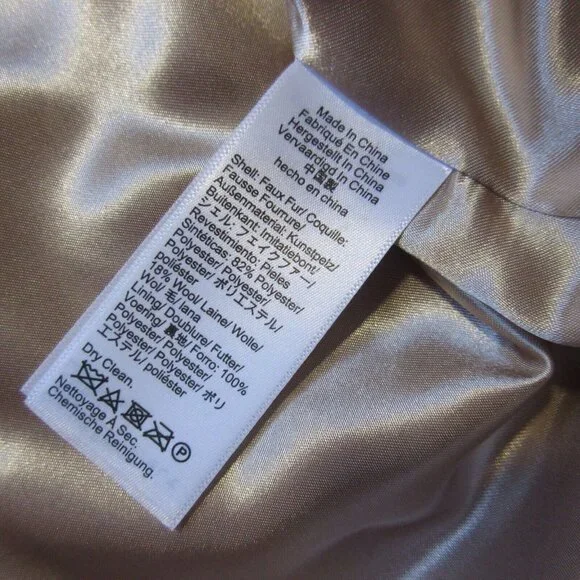 Made In China
Fabriqué En Chine
Hergestellt In China
Vervaardird In China
中国製
hecho en china
Shell: Faux Fur/ Coquille:
Fausse Fourrure/
Außenmaterial: Kunstpelz/
Buitenkant: Imitatiebont/
シェル. フェイクファー/
Revestimiento: Pieles
Sintéticas: 82% Polyester/
Polyester/Polyester/
Polyester/ ポリエステル/
poliéster
18% Wool/ Laine/ Wolle/
Wol/ 毛/ lane
Lining/ Doublure/ Futter/
Voering/ 裏地/ Forro: 100%
Polyester/Polyester/
Polyester/Polyester/ ポリ
エステル/ poliéster
Dry Clean.
P
Nettoyage A Sec.
Chemische Reinigung.